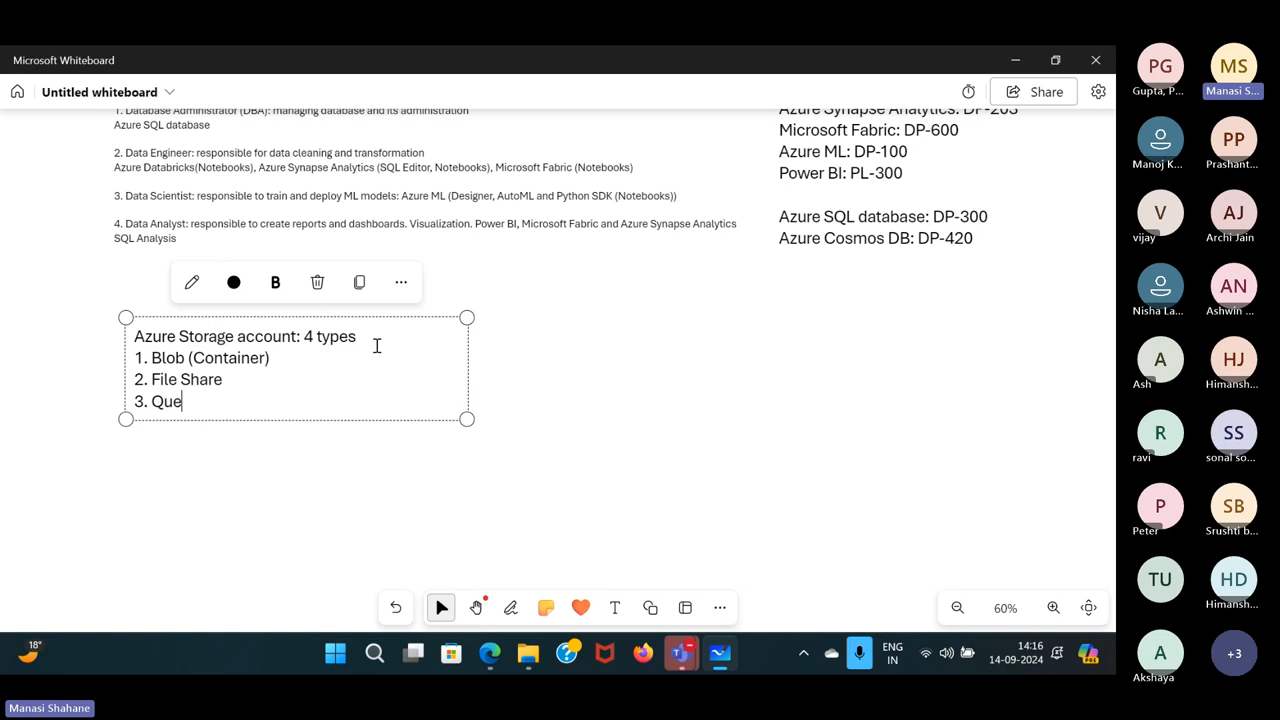 Microsoft Whiteboard
Untitled whiteboard
Share
1. Database Administrator (DBA): managing database and its administration
Azure SQL database
2. Data Engineer: responsible for data cleaning and transformation
Azure Databricks(Notebooks), Azure Synapse Analytics (SQL Editor, Notebooks), Microsoft Fabric (Notebooks)
3. Data Scientist: responsible to train and deploy ML models: Azure ML (Designer, AutoML and Python SDK (Notebooks))
4. Data Analyst: responsible to create reports and dashboards. Visualization. Power BI, Microsoft Fabric and Azure Synapse Analytics
SQL Analysis
Azure Synapse Analytics: DP-203
Microsoft Fabric: DP-600
Azure ML: DP-100
Power BI: PL-300
Azure SQL database: DP-300
Azure Cosmos DB: DP-420
B
Azure Storage account: 4 types
1. Blob (Container)
2. File Share
3. Que
T
60%
18°
ENG
IN
14:16
14-09-2024
PRE
PG
Gupta, P...
MS
Manasi S...
Manoj K...
PP
Prashant...
V
vijay
AJ
Archi Jain
Nisha La...
AN
Ashwin ...
A
Ash
HJ
Himansh...
R
ravi
SS
sonal so...
P
Peter
SB
Srushti b...
TU
HD
Himansh...
A
Akshaya
+3
Manasi Shahane